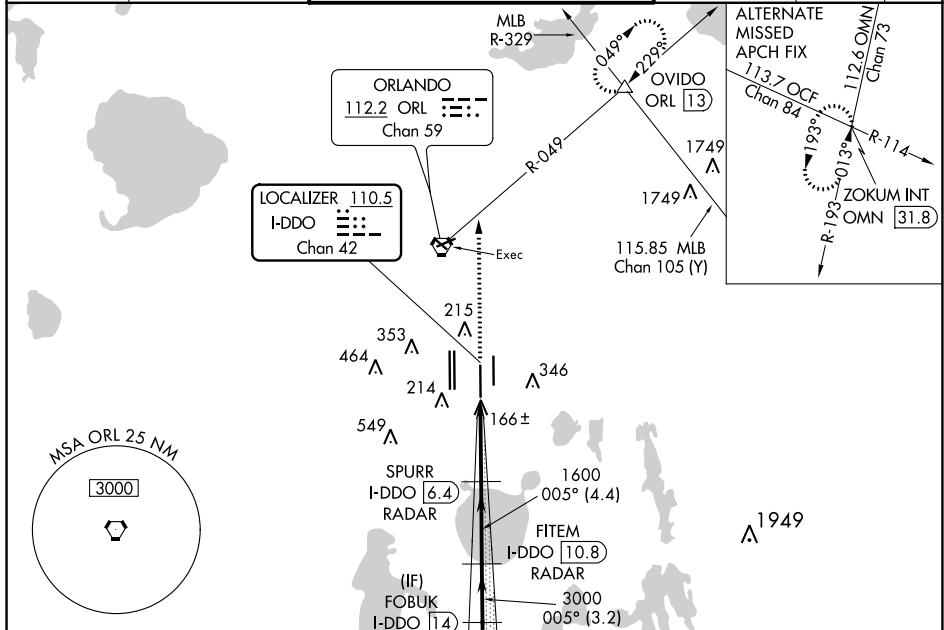 MLB
R-329
049°
229°
OVIDO
ORL 13
ALTERNATE
MISSED
APCH FIX
112.6 OMN
Chan 73
113.7 OCF
Chan 84
193°
013°
R-114
R-193
ZOKUM INT
OMN 31.8
ORLANDO
112.2 ORL
Chan 59
R-049
1749
1749
LOCALIZER 110.5
I-DDO
Chan 42
Exec
115.85 MLB
Chan 105 (Y)
215
353
464
346
214
166±
549
MSA ORL 25 NM
3000
SPURR
I-DDO 6.4
RADAR
1600
005° (4.4)
1949
FITEM
I-DDO 10.8
RADAR
(IF)
FOBUK
I-DDO 14
3000
005° (3.2)